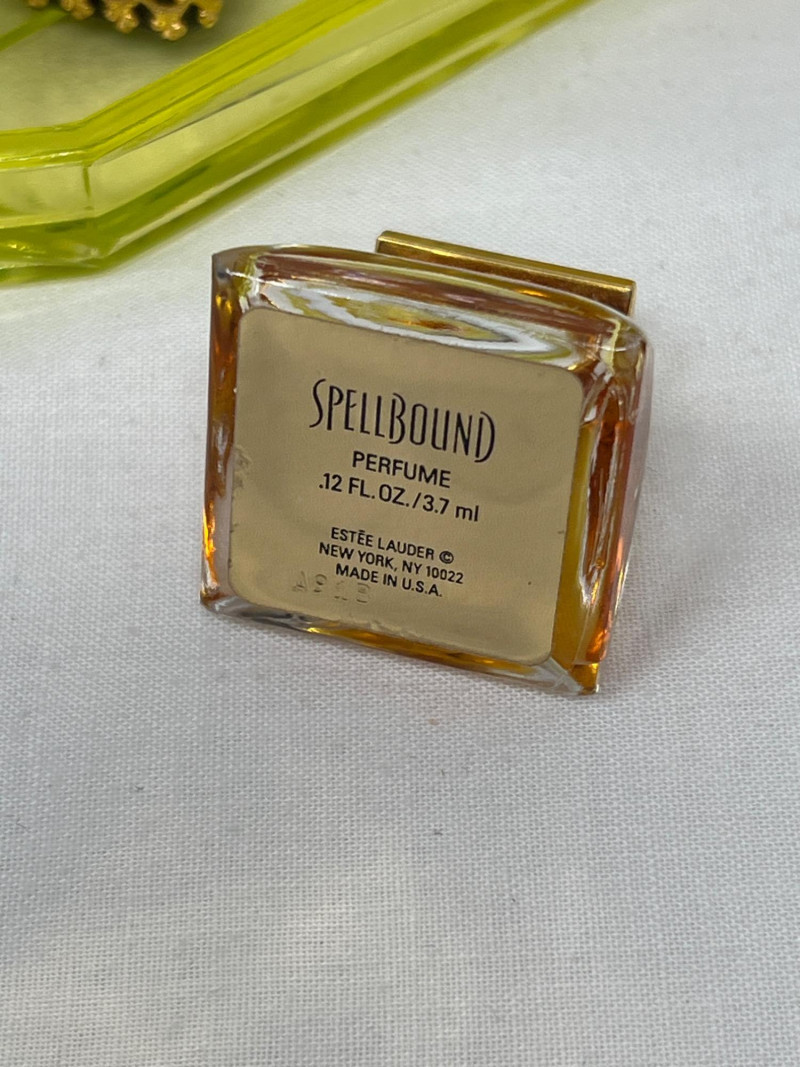 SPELLBOUND
PERFUME
.12 FL. OZ./3.7 ml
ESTĒE LAUDER ©
NEW YORK, NY 10022
MADE IN U.S.A.